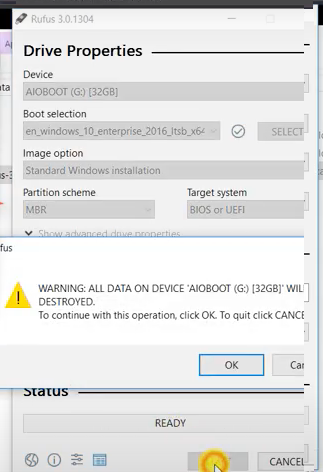 Rufus 3.0.1304
Drive Properties
Device
AIOBOOT (G:) [32GB]
Boot selection
en_windows_10_enterprise_2016_ltsb_x64
SELECT
Image option
Standard Windows installation
Partition scheme
Target system
MBR
BIOS or UEFI
Show advanced drive properties
fus
WARNING: ALL DATA ON DEVICE 'AIOBOOT (G:) [32GB]' WIL
DESTROYED.
To continue with this operation, click OK. To quit click CANCE
OK
Car
Status
READY
CANCEL